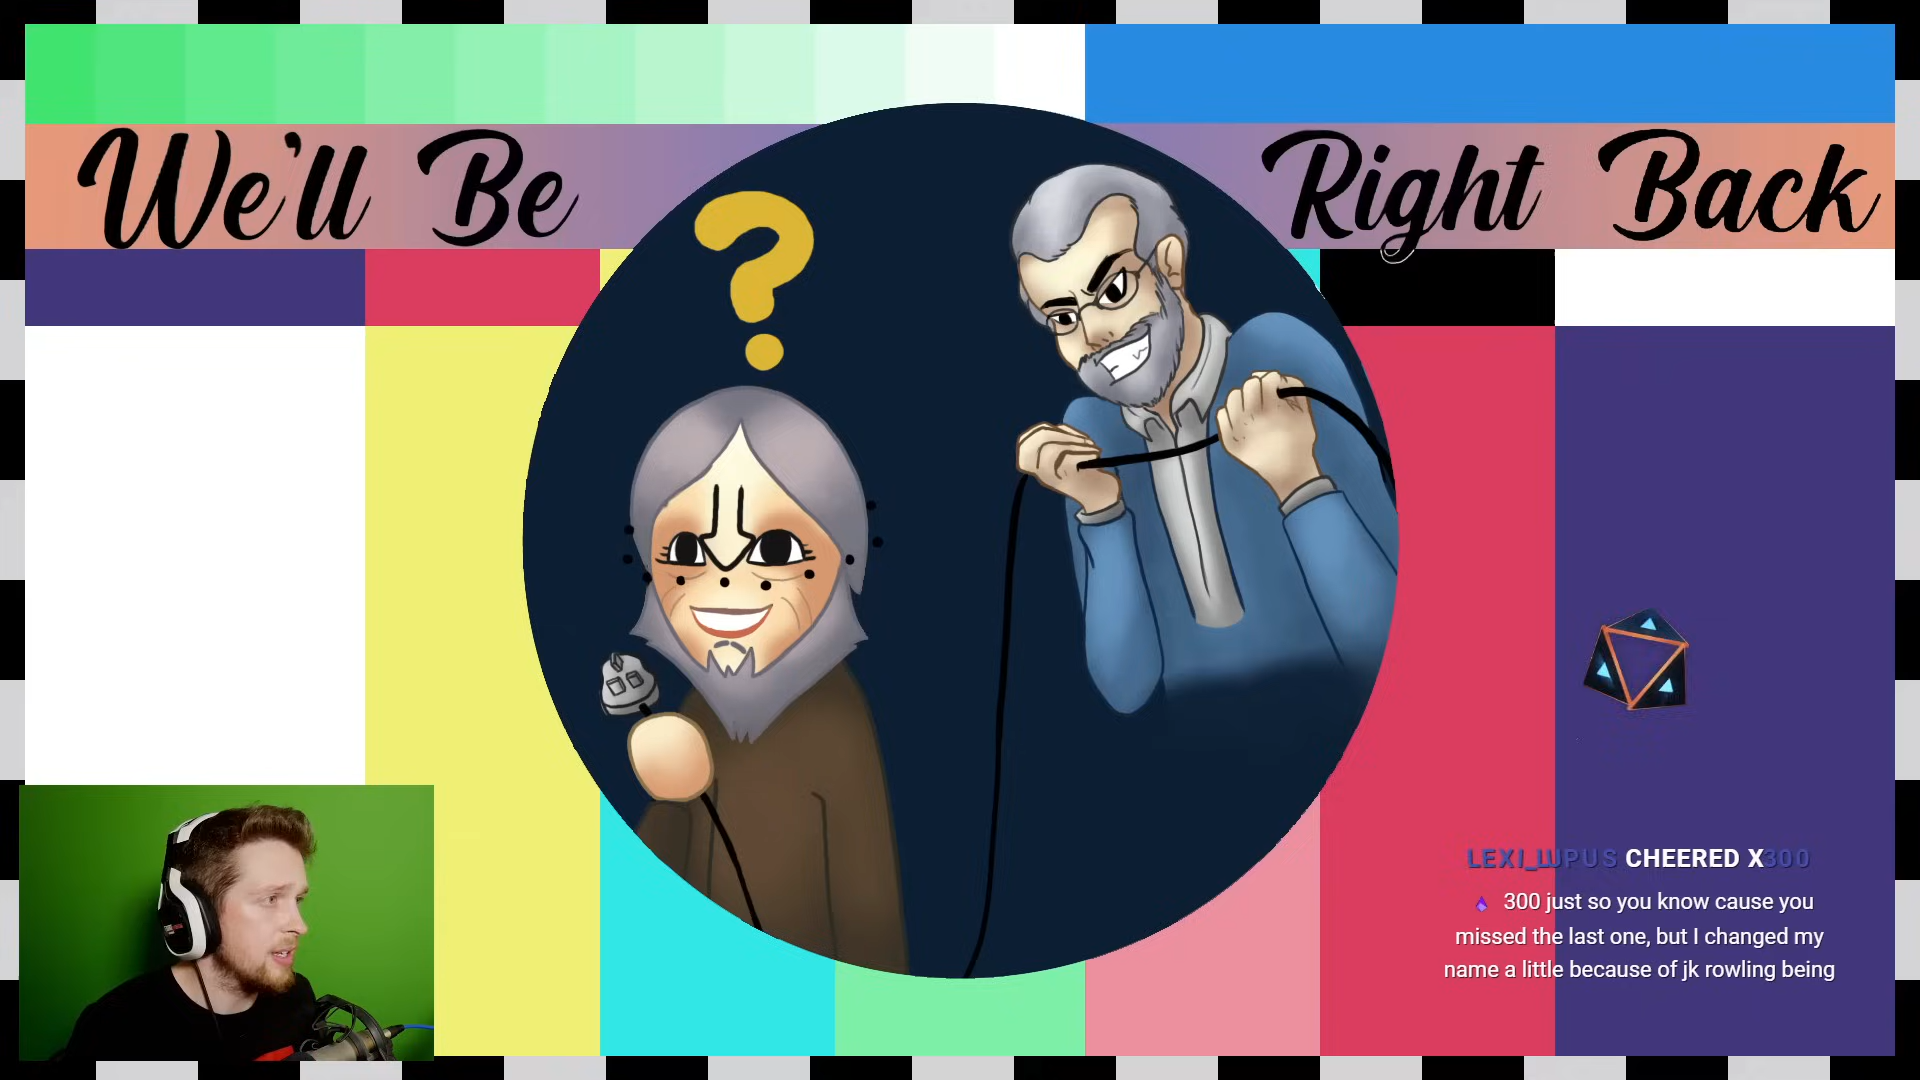 We'll Be Right Back
?
LEXI_LUPUS CHEERED X300
300 just so you know cause you
missed the last one, but I changed my
name a little because of jk rowling being